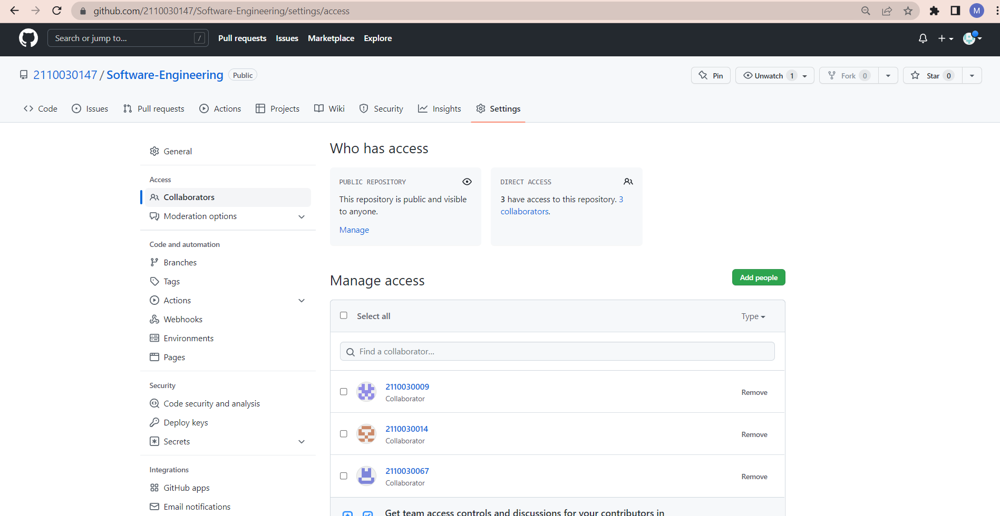 github.com/2110030147/Software-Engineering/settings/access
M
Search or jump to... /
Pull requests Issues Marketplace Explore
2110030147 / Software-Engineering Public
Pin
Unwatch 1
Fork 0
Star 0
Code Issues Pull requests Actions Projects Wiki Security Insights Settings
General
Access
Collaborators
Moderation options
Code and automation
Branches
Tags
Actions
Webhooks
Environments
Pages
Security
Code security and analysis
Deploy keys
Secrets
Integrations
GitHub apps
Email notifications
Who has access
PUBLIC REPOSITORY
This repository is public and visible
to anyone.
Manage
DIRECT ACCESS
3 have access to this repository. 3
collaborators.
Manage access
Add people
Select all
Type
Find a collaborator...
2110030009
Collaborator
Remove
2110030014
Collaborator
Remove
2110030067
Collaborator
Remove
Get team access controls and discussions for your contributors in